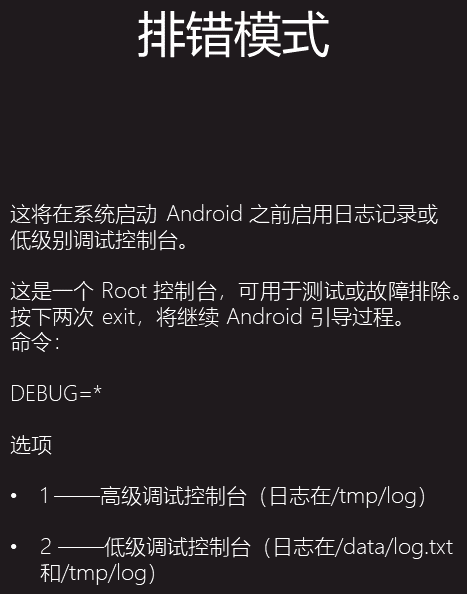 排错模式
这将在系统启动 Android 之前启用日志记录或
低级别调试控制台。
这是一个 Root 控制台，可用于测试或故障排除。
按下两次 exit，将继续 Android 引导过程。
命令：
DEBUG=*
选项
• 1 ——高级调试控制台（日志在/tmp/log）
• 2 ——低级调试控制台（日志在/data/log.txt
和/tmp/log）